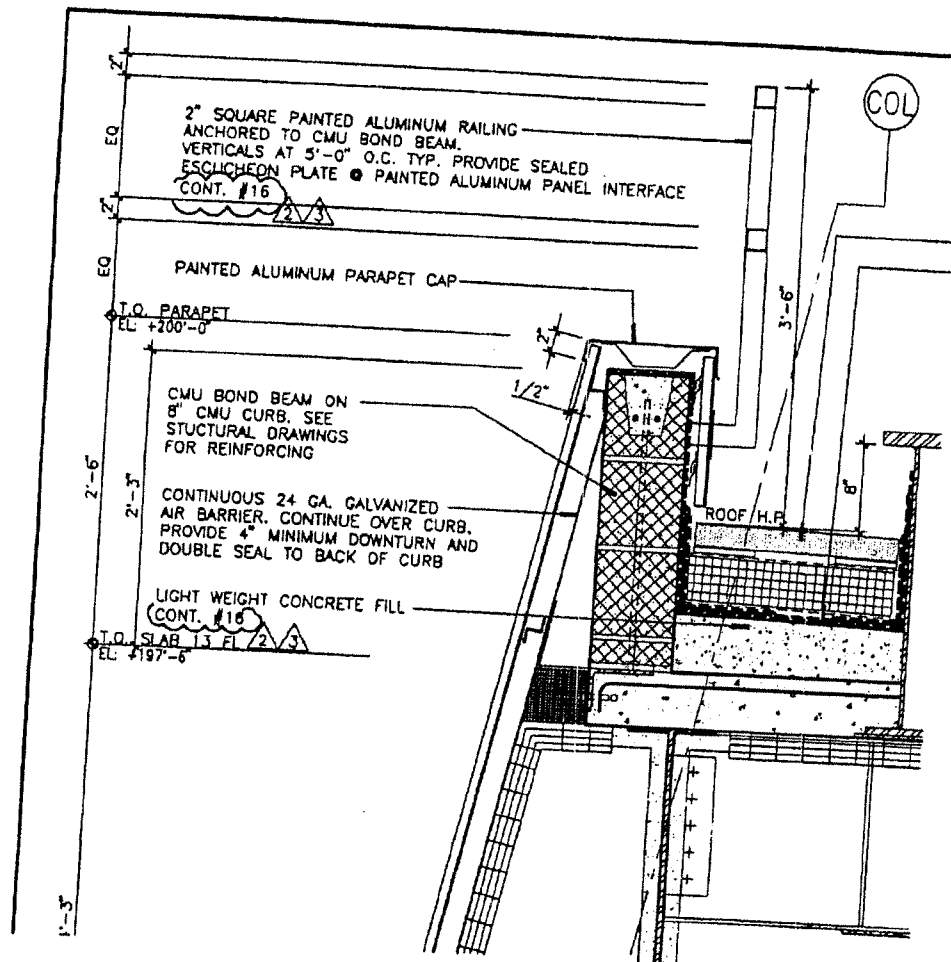 2"
COL
2" SQUARE PAINTED ALUMINUM RAILING
ANCHORED TO CMU BOND BEAM.
VERTICALS AT 5'-0" O.C. TYP. PROVIDE SEALED
ESCUCHEON PLATE @ PAINTED ALUMINUM PANEL INTERFACE
EQ
CONT. #16
2 3
2"
PAINTED ALUMINUM PARAPET CAP
EQ
3'-6"
T.O. PARAPET
EL: +200'-0"
2"
1/2"
CMU BOND BEAM ON
8" CMU CURB. SEE
STUCTURAL DRAWINGS
FOR REINFORCING
2'-6"
2'-3"
8"
CONTINUOUS 24 GA. GALVANIZED
AIR BARRIER. CONTINUE OVER CURB.
PROVIDE 4" MINIMUM DOWNTURN AND
DOUBLE SEAL TO BACK OF CURB
ROOF H.P.
LIGHT WEIGHT CONCRETE FILL
CONT. #16
2 3
T.O. SLAB 13 FL
EL: +197'-6"